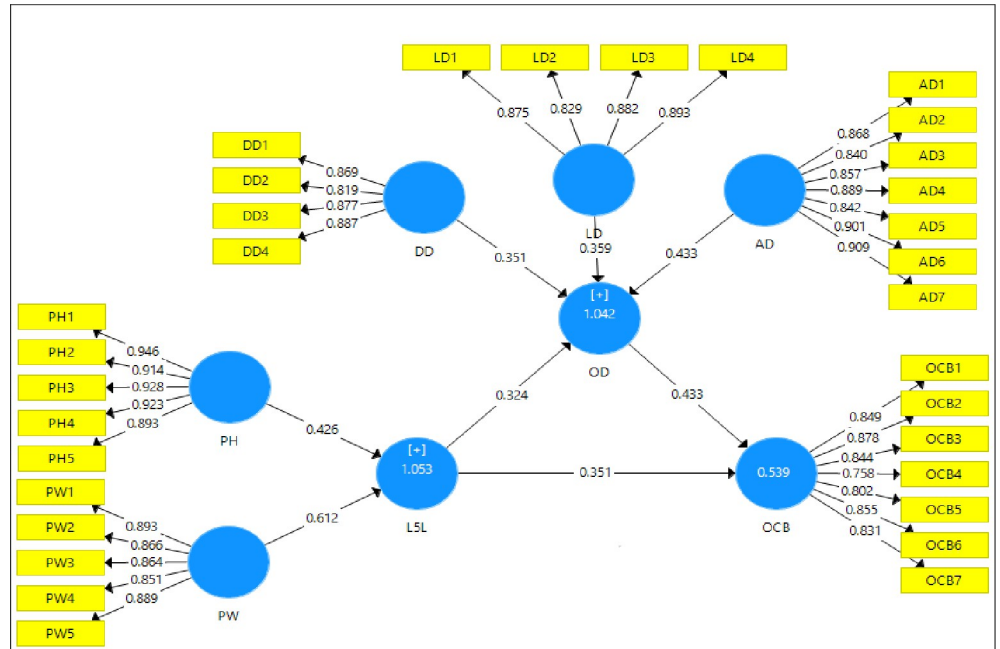 LD1 LD2 LD3 LD4
0.875 0.829 0.882 0.893
LD
0.359
DD1
DD2
DD3
DD4
0.869
0.819
0.877
0.887
DD
0.351
AD1
AD2
AD3
AD4
AD5
AD6
AD7
0.868
0.840
0.857
0.889
0.842
0.901
0.909
AD
0.433
[+]
1.042
OD
PH1
PH2
PH3
PH4
PH5
0.946
0.914
0.928
0.923
0.893
PH
0.426
0.324
0.433
PW1
PW2
PW3
PW4
PW5
0.893
0.866
0.864
0.851
0.889
PW
0.612
[+]
1.053
L5L
0.351
0.539
OCB
OCB1
OCB2
OCB3
OCB4
OCB5
OCB6
OCB7
0.849
0.878
0.844
0.758
0.802
0.855
0.831